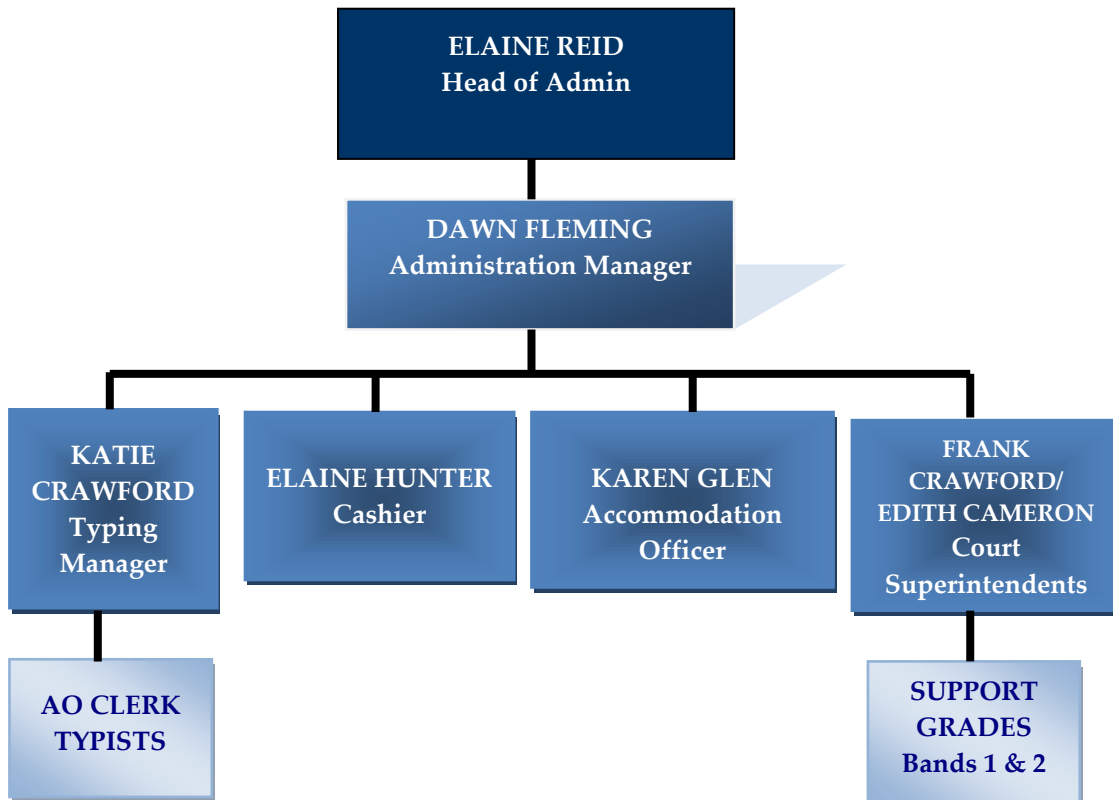 ELAINE REID
Head of Admin
DAWN FLEMING
Administration Manager
KATIE
CRAWFORD
Typing
Manager
ELAINE HUNTER
Cashier
KAREN GLEN
Accommodation
Officer
FRANK
CRAWFORD/
EDITH CAMERON
Court
Superintendents
AO CLERK
TYPISTS
SUPPORT
GRADES
Bands 1 & 2